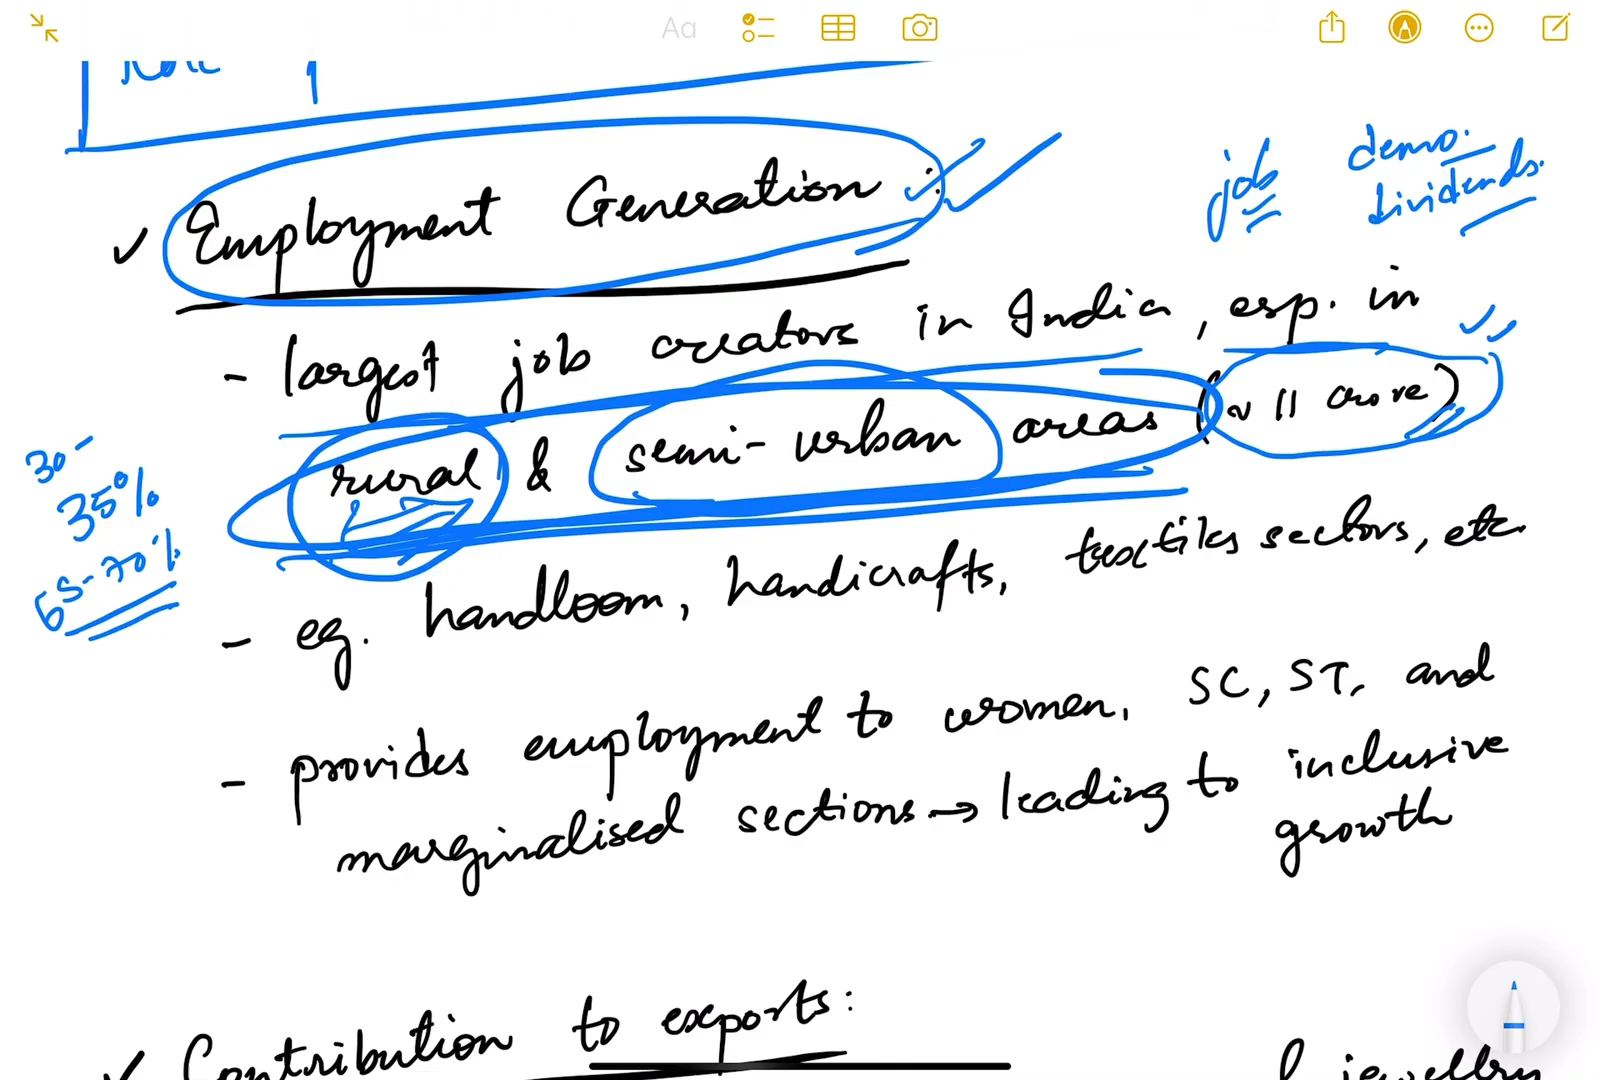 Aa
job demo.
dividends.
✓ Employment Generation :
- largest job creators in India, esp. in
rural & semi-urban areas (~ 11 crore)
30-
35%
65-70%
- eg. handloom, handicrafts, textiles sectors, etc.
- provides employment to women, SC, ST, and
marginalised sections → leading to inclusive
growth
✓ Contribution to exports:
jewellery